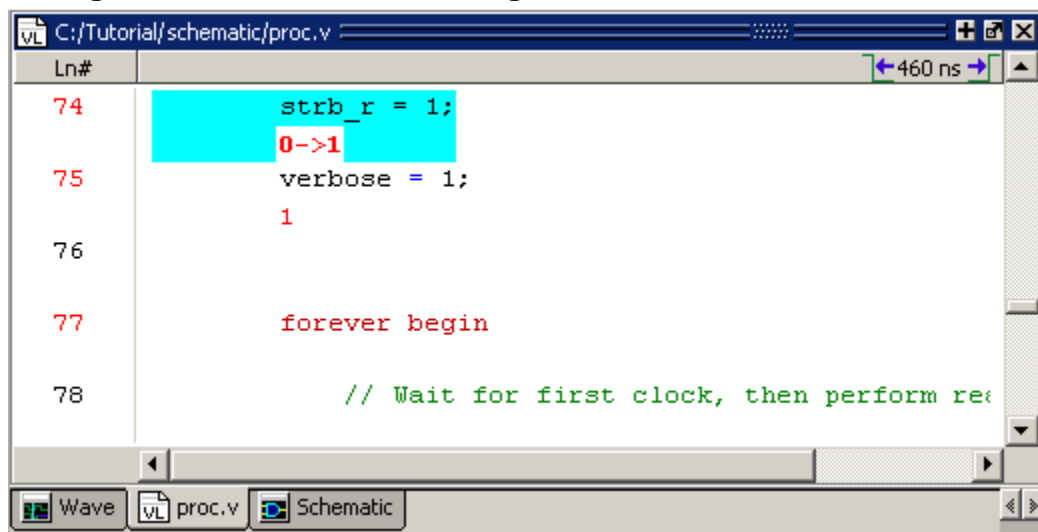 C:/Tutorial/schematic/proc.v
Ln# 460 ns
74 strb_r = 1;
0->1
75 verbose = 1;
1
76
77 forever begin
78 // Wait for first clock, then perform
Wave proc.v Schematic